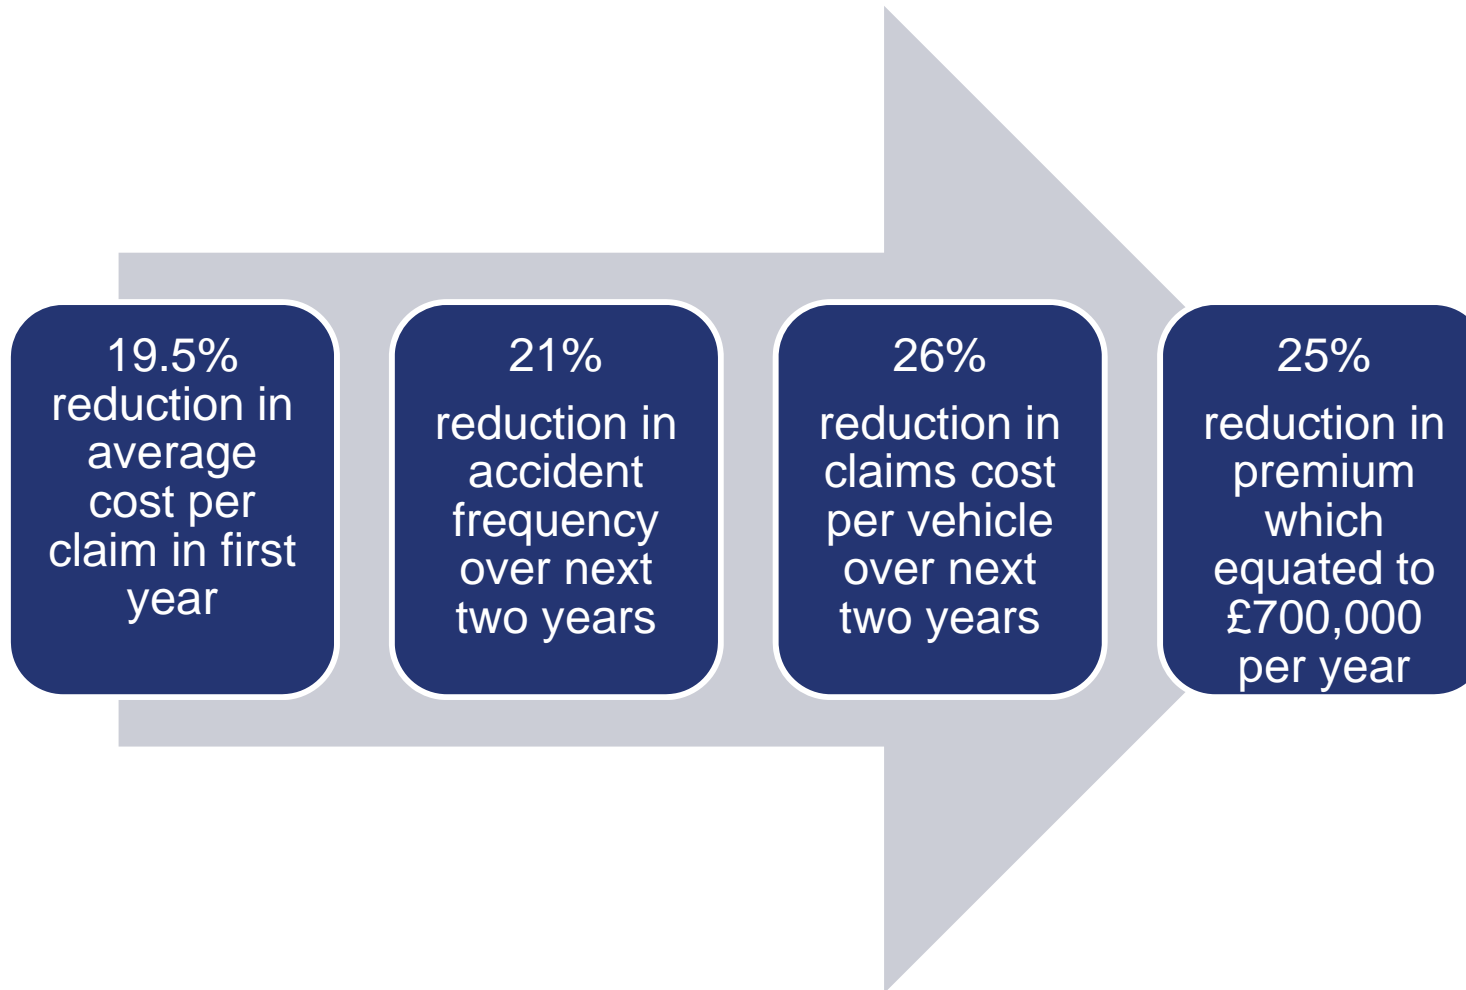 19.5%
reduction in
average
cost per
claim in first
year
21%
reduction in
accident
frequency
over next
two years
26%
reduction in
claims cost
per vehicle
over next
two years
25%
reduction in
premium
which
equated to
£700,000
per year